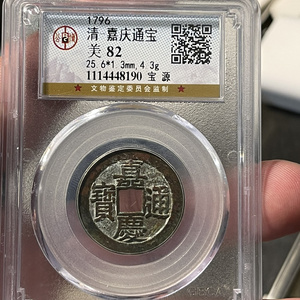 1796
清 嘉庆通宝
美 82
25.6*1.3mm,4.3g
1114448190 宝 源
★ 文物鉴定委员会监制 ★
嘉慶通寶